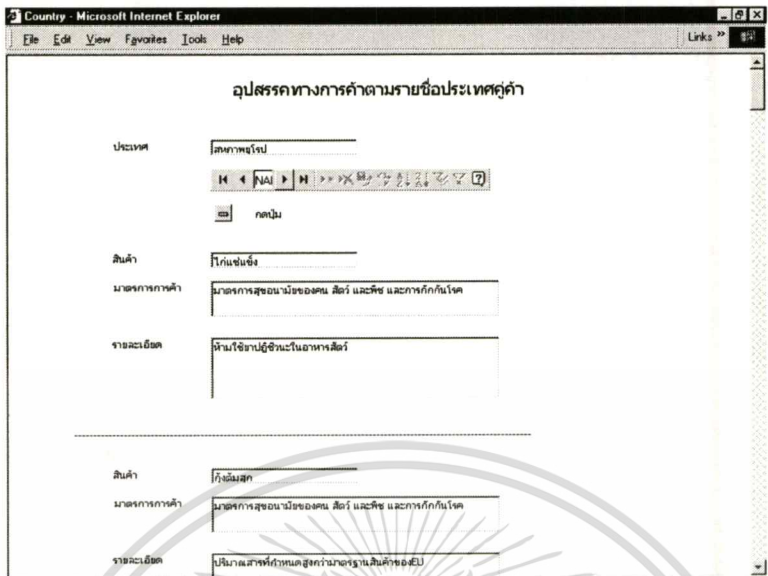 Country - Microsoft Internet Explorer
File Edit View Favorites Tools Help Links »
อุปสรรคทางการค้าตามรายชื่อประเทศคู่ค้า
ประเทศ สหภาพยุโรป
NAI
กดปุ่ม
สินค้า ไก่แช่แข็ง
มาตรการการค้า มาตรการสุขอนามัยของคน สัตว์ และพืช และการกักกันโรค
รายละเอียด ห้ามใช้ยาปฏิชีวนะในอาหารสัตว์
สินค้า กุ้งต้มสุก
มาตรการการค้า มาตรการสุขอนามัยของคน สัตว์ และพืช และการกักกันโรค
รายละเอียด ปริมาณสารที่กำหนดสูงกว่ามาตรฐานสินค้าของEU